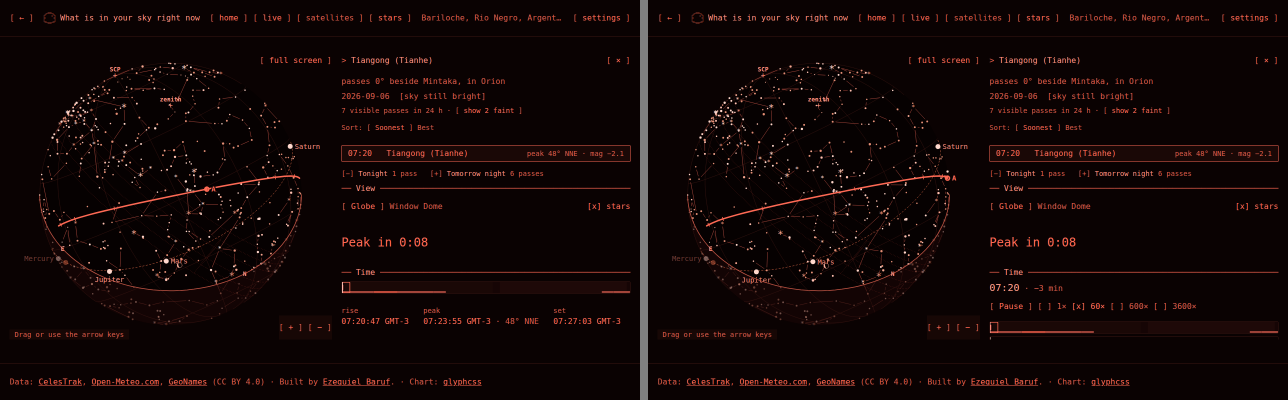 [ ← ] What is in your sky right now [ home ] [ live ] [ satellites ] [ stars ] Bariloche, Rio Negro, Argent… [ settings ]
[ full screen ]
SCP
zenith
Saturn
A
E
Mercury
Mars
Jupiter
N
[ + ] [ − ]
Drag or use the arrow keys
> Tiangong (Tianhe) [ × ]
passes 0° beside Mintaka, in Orion
2026-09-06 [sky still bright]
7 visible passes in 24 h · [ show 2 faint ]
Sort: [ Soonest ] Best
07:20 Tiangong (Tianhe) peak 48° NNE · mag −2.1
[−] Tonight 1 pass [+] Tomorrow night 6 passes
View
[ Globe ] Window Dome [x] stars
Peak in 0:08
Time
rise peak set
07:20:47 GMT-3 07:23:55 GMT-3 · 48° NNE 07:27:03 GMT-3
Data: CelesTrak, Open-Meteo.com, GeoNames (CC BY 4.0) · Built by Ezequiel Baruf. · Chart: glyphcss
[ ← ] What is in your sky right now [ home ] [ live ] [ satellites ] [ stars ] Bariloche, Rio Negro, Argent… [ settings ]
[ full screen ]
SCP
zenith
Saturn
A
E
Mercury
Mars
Jupiter
N
[ + ] [ − ]
Drag or use the arrow keys
> Tiangong (Tianhe) [ × ]
passes 0° beside Mintaka, in Orion
2026-09-06 [sky still bright]
7 visible passes in 24 h · [ show 2 faint ]
Sort: [ Soonest ] Best
07:20 Tiangong (Tianhe) peak 48° NNE · mag −2.1
[−] Tonight 1 pass [+] Tomorrow night 6 passes
View
[ Globe ] Window Dome [x] stars
Peak in 0:08
Time
07:20 · −3 min
[ Pause ] [ ] 1× [x] 60× [ ] 600× [ ] 3600×
Data: CelesTrak, Open-Meteo.com, GeoNames (CC BY 4.0) · Built by Ezequiel Baruf. · Chart: glyphcss